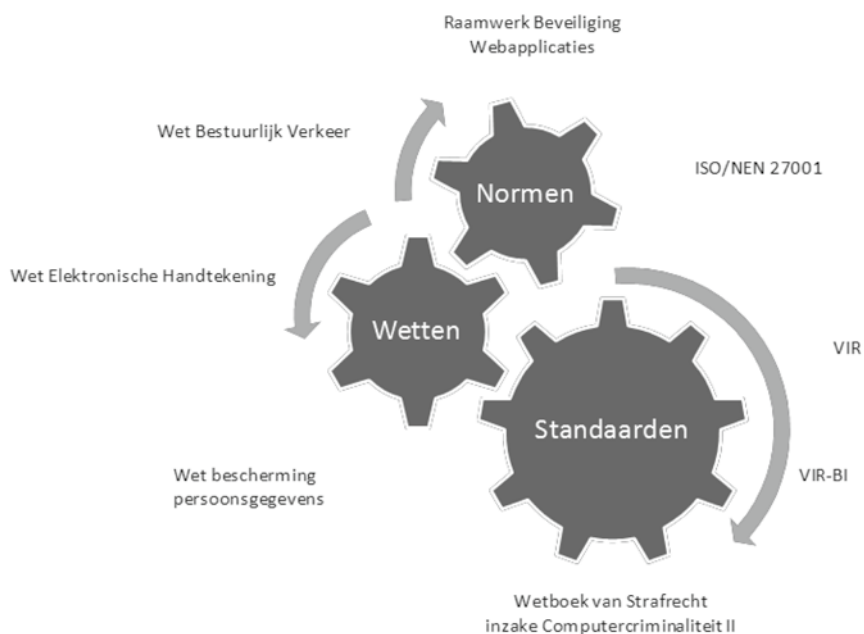 Raamwerk Beveiliging
Webapplicaties
Wet Bestuurlijk Verkeer
ISO/NEN 27001
Normen
Wet Elektronische Handtekening
Wetten
VIR
Standaarden
Wet bescherming
persoonsgegevens
VIR-BI
Wetboek van Strafrecht
inzake Computercriminaliteit II